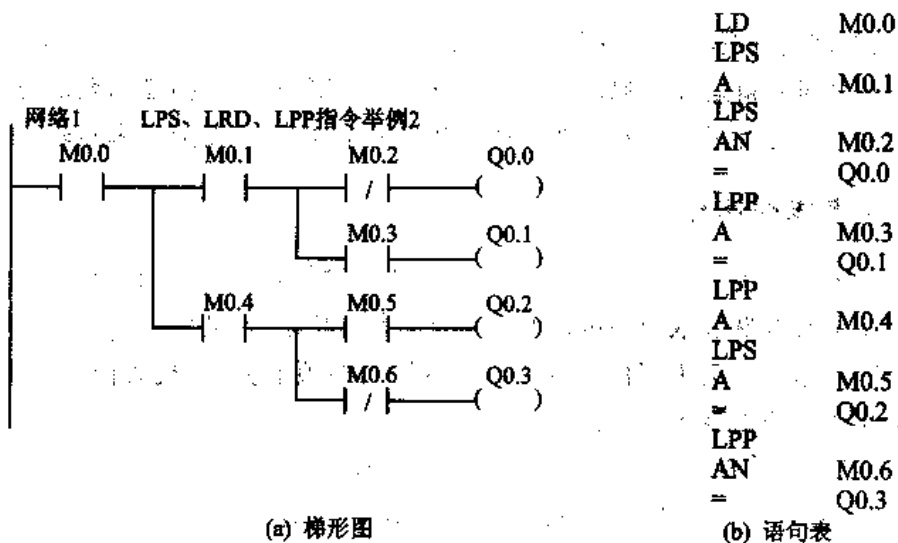 网络1 LPS、LRD、LPP指令举例2
M0.0 M0.1 M0.2 Q0.0
M0.3 Q0.1
M0.4 M0.5 Q0.2
M0.6 Q0.3
(a) 梯形图
LD M0.0
LPS
A M0.1
LPS
AN M0.2
= Q0.0
LPP
A M0.3
= Q0.1
LPP
A M0.4
LPS
A M0.5
= Q0.2
LPP
AN M0.6
= Q0.3
(b) 语句表